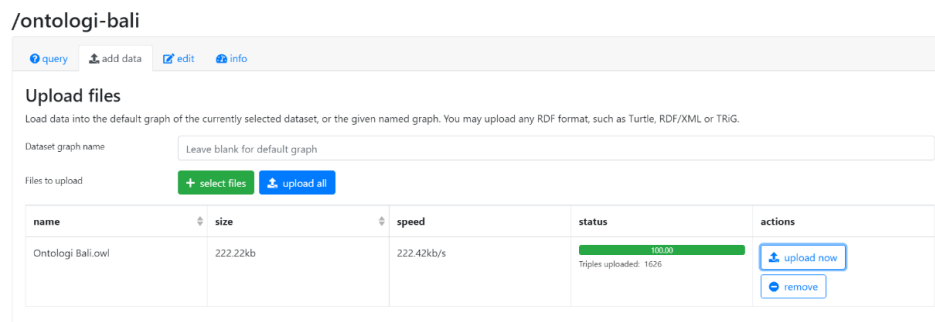 /ontologi-bali
query add data edit info
Upload files
Load data into the default graph of the currently selected dataset, or the given named graph. You may upload any RDF format, such as Turtle, RDF/XML or TRiG.
Dataset graph name Leave blank for default graph
Files to upload select files upload all
name size speed status actions
Ontologi Bali.owl 222.22kb 222.42kb/s 100.00 upload now
Triples uploaded: 1626
remove